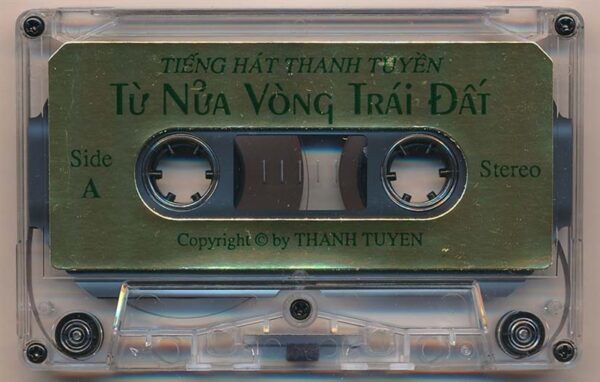 TIẾNG HÁT THANH TUYỀN
TỪ NỬA VÒNG TRÁI ĐẤT
Side
A
Stereo
Copyright © by THANH TUYEN